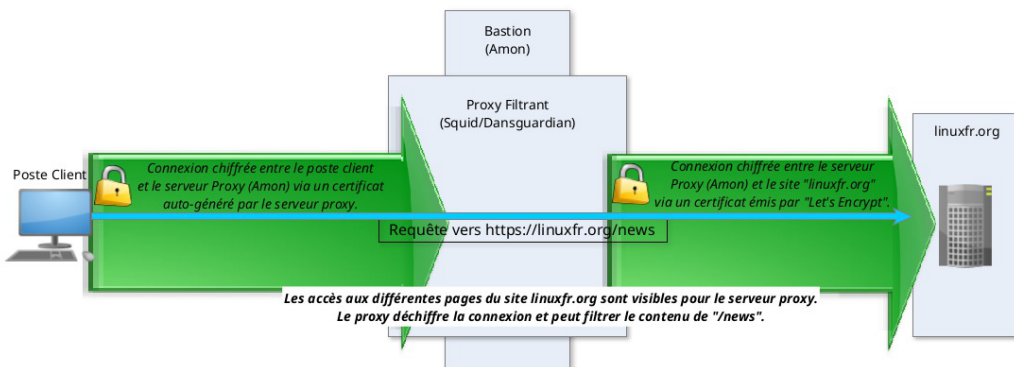 Bastion
(Amon)
Proxy Filtrant
(Squid/Dansguardian)
linuxfr.org
Poste Client
Connexion chiffrée entre le poste client
et le serveur Proxy (Amon) via un certificat
auto-généré par le serveur proxy.
Connexion chiffrée entre le serveur
Proxy (Amon) et le site "linuxfr.org"
via un certificat émis par "Let's Encrypt".
Requête vers https://linuxfr.org/news
Les accès aux différentes pages du site linuxfr.org sont visibles pour le serveur proxy.
Le proxy déchiffre la connexion et peut filtrer le contenu de "/news".